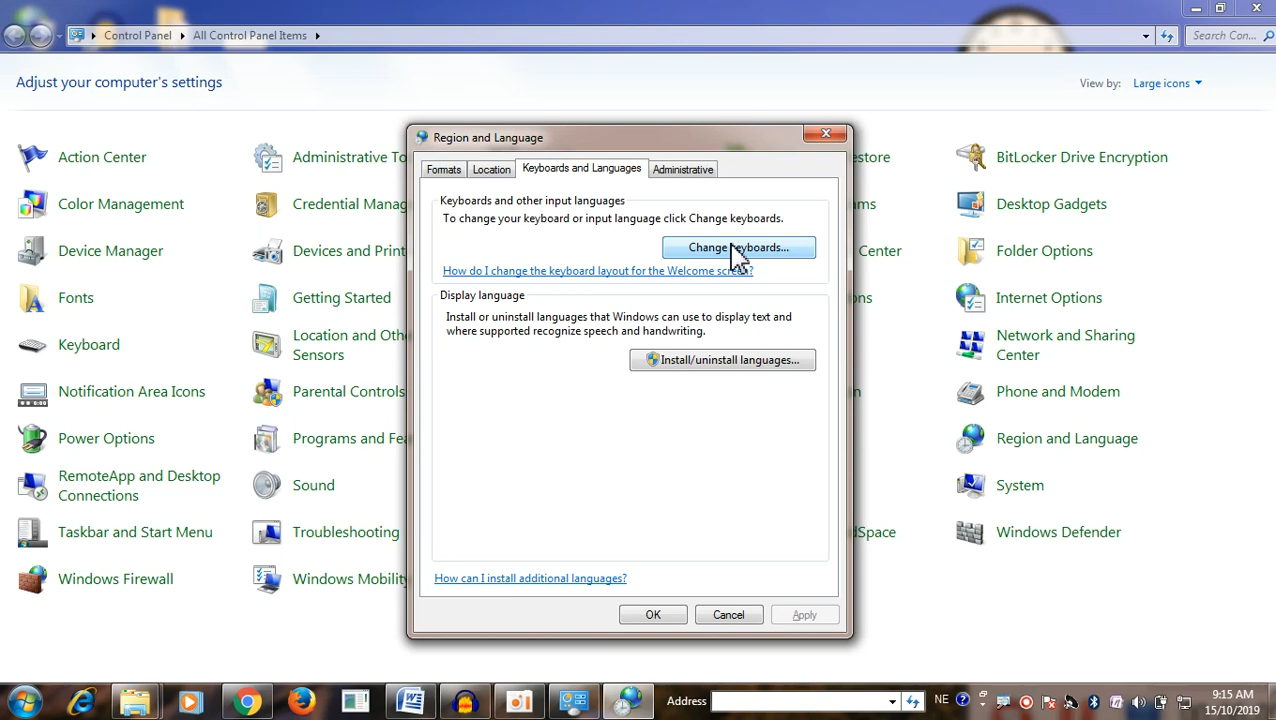 Control Panel
All Control Panel Items
Search Con...
Adjust your computer's settings
View by:
Large icons
Action Center
Administrative To
store
BitLocker Drive Encryption
Color Management
Credential Manag
ms
Desktop Gadgets
Device Manager
Devices and Print
Center
Folder Options
Fonts
Getting Started
ons
Internet Options
Keyboard
Location and Othe
Sensors
Network and Sharing
Center
Notification Area Icons
Parental Controls
n
Phone and Modem
Power Options
Programs and Fea
Region and Language
RemoteApp and Desktop
Connections
Sound
System
Taskbar and Start Menu
Troubleshooting
dSpace
Windows Defender
Windows Firewall
Windows Mobility
Region and Language
Formats
Location
Keyboards and Languages
Administrative
Keyboards and other input languages
To change your keyboard or input language click Change keyboards.
Change keyboards...
How do I change the keyboard layout for the Welcome screen?
Display language
Install or uninstall languages that Windows can use to display text and
where supported recognize speech and handwriting.
Install/uninstall languages...
How can I install additional languages?
OK
Cancel
Apply
Address
NE
9:15 AM
15/10/2019